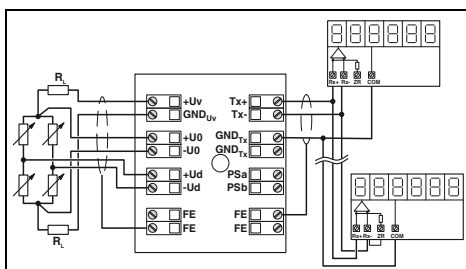 Rx+ Rx- ZR COM
RL
+Uv Tx+
GNDUv Tx-
+U0 GNDTx
-U0 GNDTx
+Ud PSa
-Ud PSb
FE FE
FE FE
RL
Rx+ Rx- ZR COM